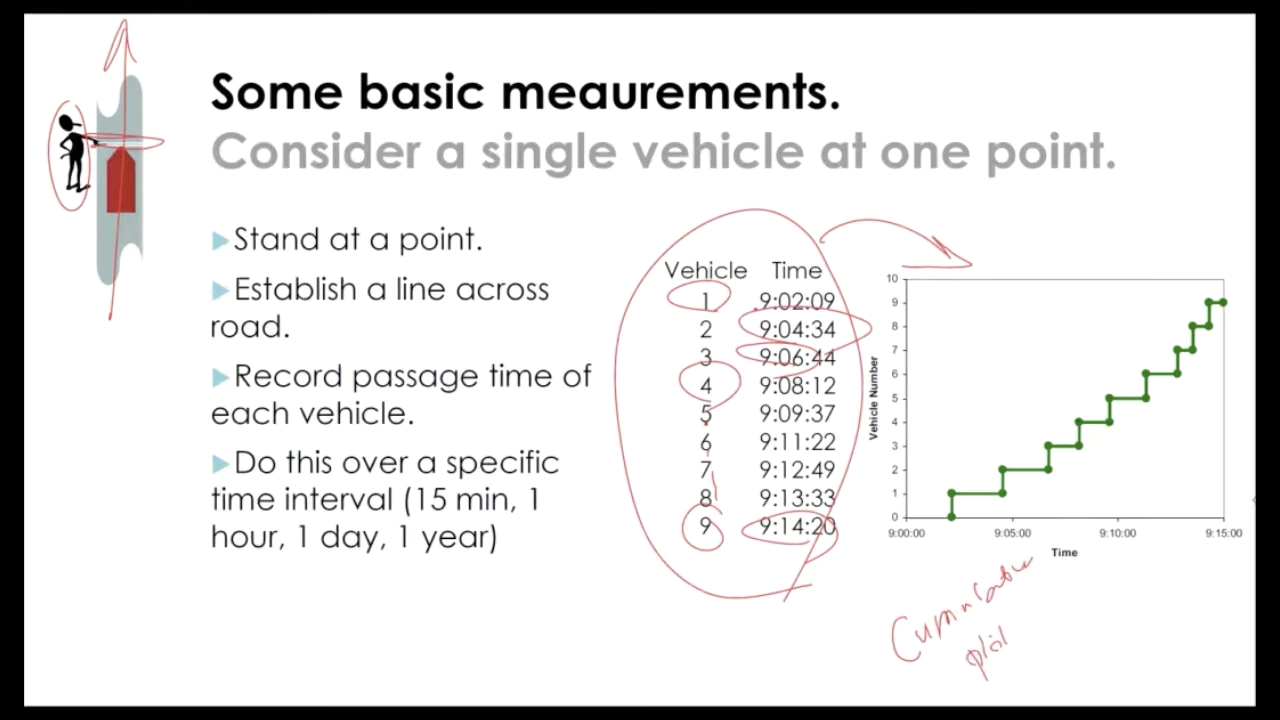 Some basic meaurements.
Consider a single vehicle at one point.
▶Stand at a point.
▶Establish a line across
road.
▶Record passage time of
each vehicle.
▶Do this over a specific
time interval (15 min, 1
hour, 1 day, 1 year)
Vehicle Time
1 9:02:09
2 9:04:34
3 9:06:44
4 9:08:12
5 9:09:37
6 9:11:22
7 9:12:49
8 9:13:33
9 9:14:20
10
9
8
7
6
5
4
3
2
1
0
Vehicle Number
9:00:00 9:05:00 9:10:00 9:15:00
Time
Cumulative
plot